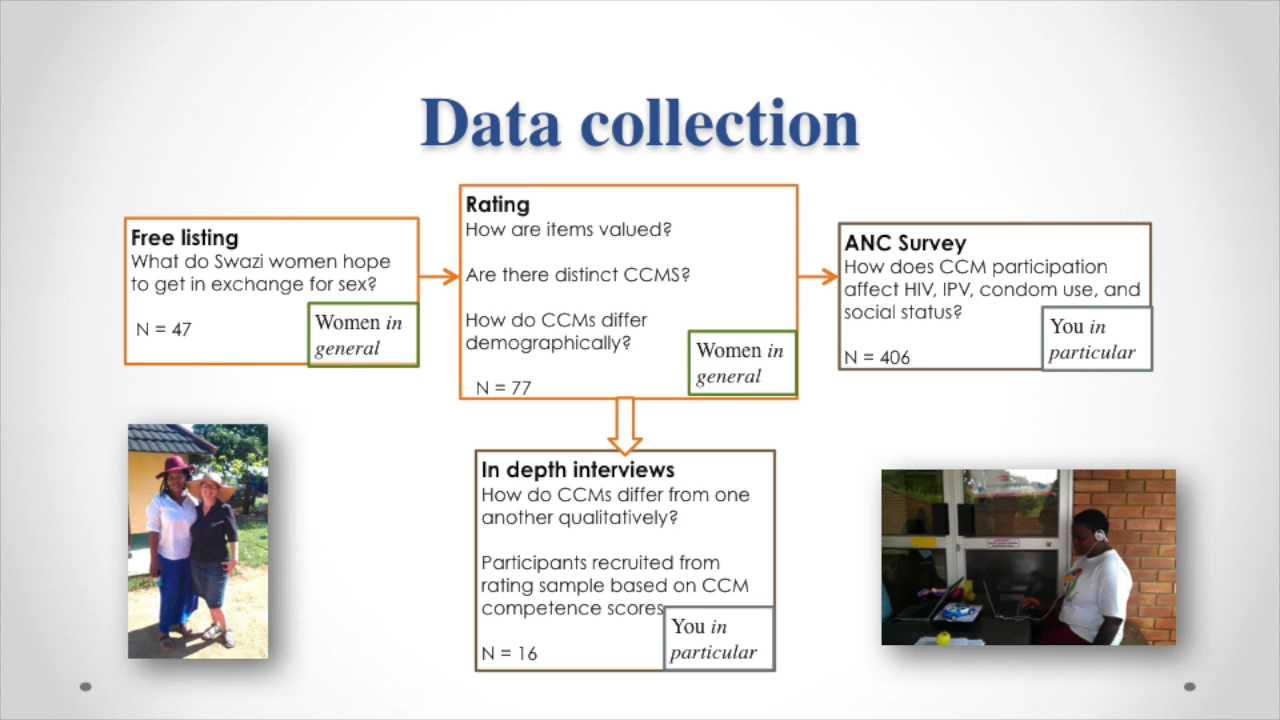 Data collection
Free listing
What do Swazi women hope
to get in exchange for sex?
N = 47
Women in
general
Rating
How are items valued?
Are there distinct CCMS?
How do CCMs differ
demographically?
N = 77
Women in
general
ANC Survey
How does CCM participation
affect HIV, IPV, condom use, and
social status?
N = 406
You in
particular
In depth interviews
How do CCMs differ from one
another qualitatively?
Participants recruited from
rating sample based on CCM
competence scores
N = 16
You in
particular